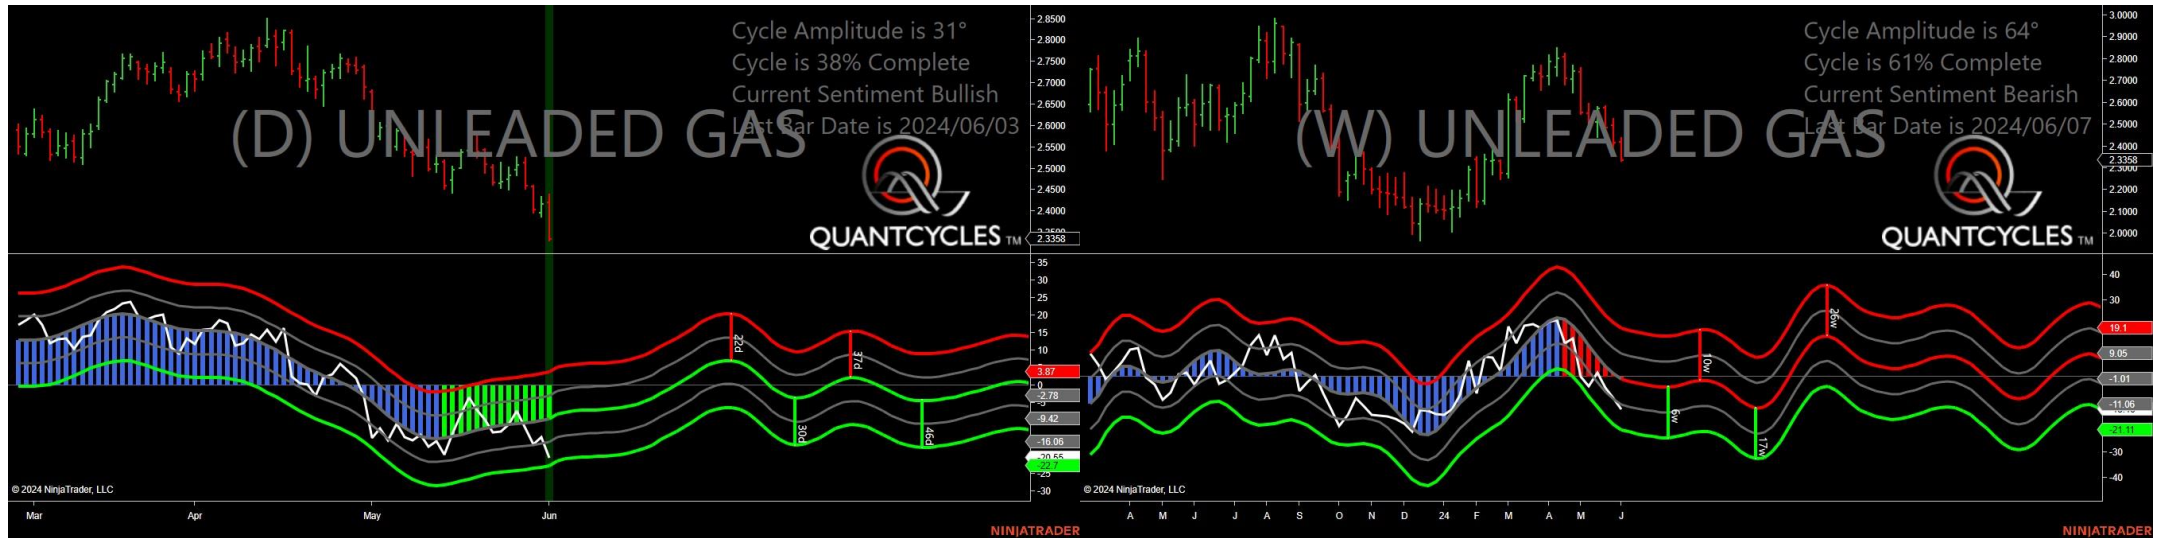 Cycle Amplitude is 31°
Cycle is 38% Complete
Current Sentiment Bullish
Last Bar Date is 2024/06/03
(D) UNLEADED GAS
QUANTCYCLES TM
2.8500
2.8000
2.7500
2.7000
2.6500
2.6000
2.5500
2.5000
2.4500
2.4000
2.3358
22d
37d
30d
46d
35
30
25
20
15
10
3.87
0
-2.78
-9.42
-16.06
-20.55
-22.7
-30
© 2024 NinjaTrader, LLC
Mar Apr May Jun
NINJATRADER
Cycle Amplitude is 64°
Cycle is 61% Complete
Current Sentiment Bearish
Last Bar Date is 2024/06/07
(W) UNLEADED GAS
QUANTCYCLES TM
3.0000
2.9000
2.8000
2.7000
2.6000
2.5000
2.4000
2.3358
2.3000
2.2000
2.1000
2.0000
10w
26w
6w
17w
40
30
19.1
9.05
-1.01
-11.06
-21.11
-30
-40
© 2024 NinjaTrader, LLC
A M J J A S O N D 24 F M A M J
NINJATRADER